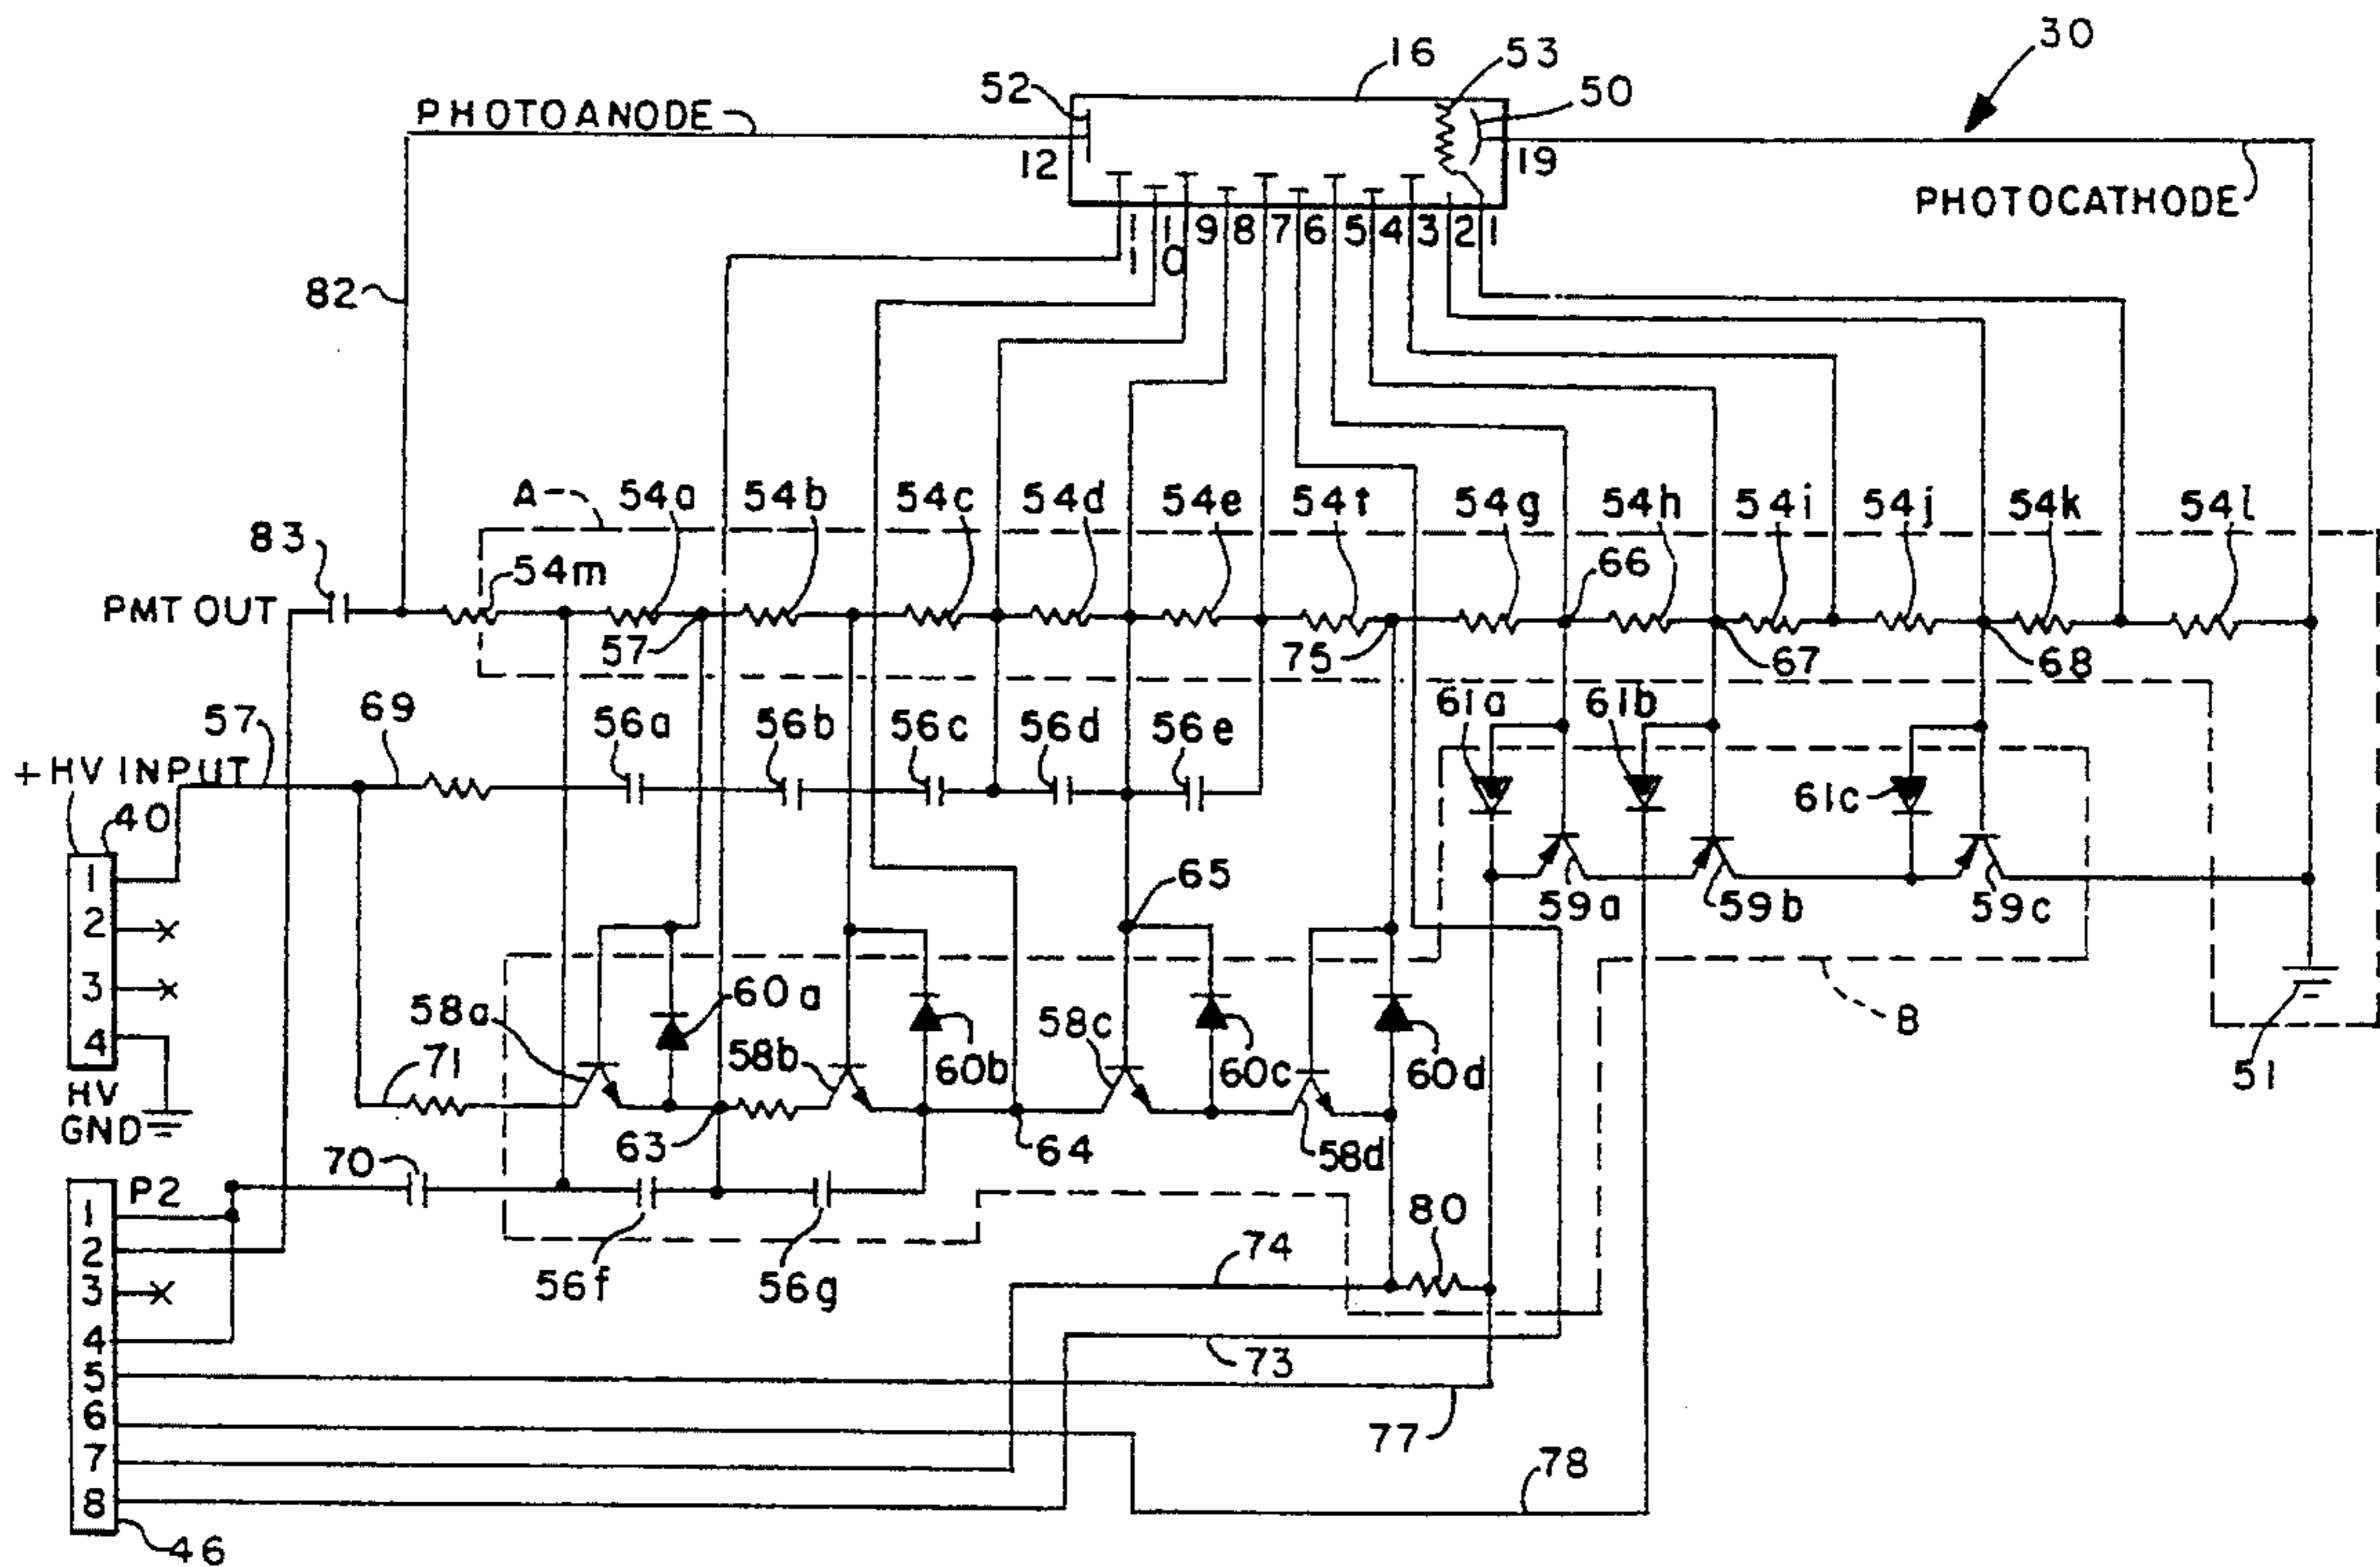 30
16
53
52
50
PHOTOANODE
12
19
PHOTOCATHODE
11 10 9 8 7 6 5 4 3 2 1
82
A
54a
54b
54c
54d
54e
54t
54g
54h
54i
54j
54k
54l
83
54m
66
PMT OUT
57
75
67
68
57
69
56a
56b
56c
56d
56e
61a
61b
61c
+HV INPUT
40
1
2
3
4
HV
GND
65
59a
59b
59c
58a
60a
58b
60b
58c
60c
60d
B
51
71
63
64
58d
70
P2
1
2
3
4
5
6
7
8
46
56f
56g
74
80
73
77
78